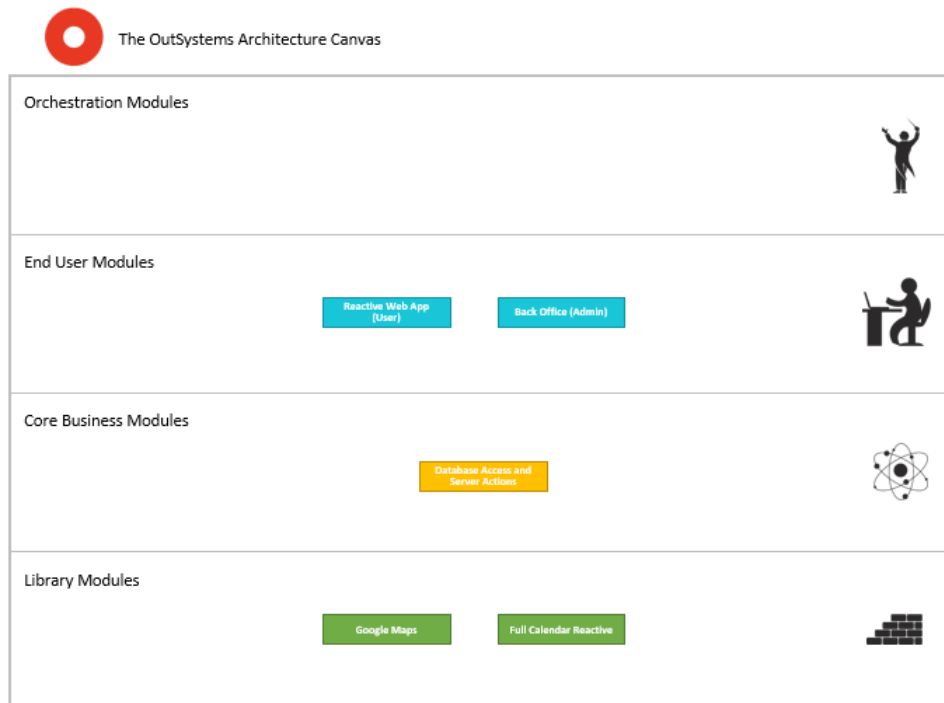 The OutSystems Architecture Canvas
Orchestration Modules
End User Modules
Reactive Web App
(User)
Back Office (Admin)
Core Business Modules
Database Access and
Server Actions
Library Modules
Google Maps
Full Calendar Reactive